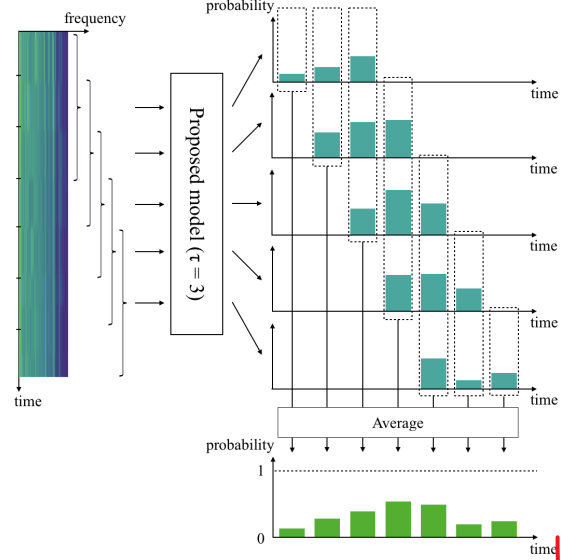 frequency
time
Proposed model (τ = 3)
probability
time
time
time
time
time
Average
probability
1
0
time